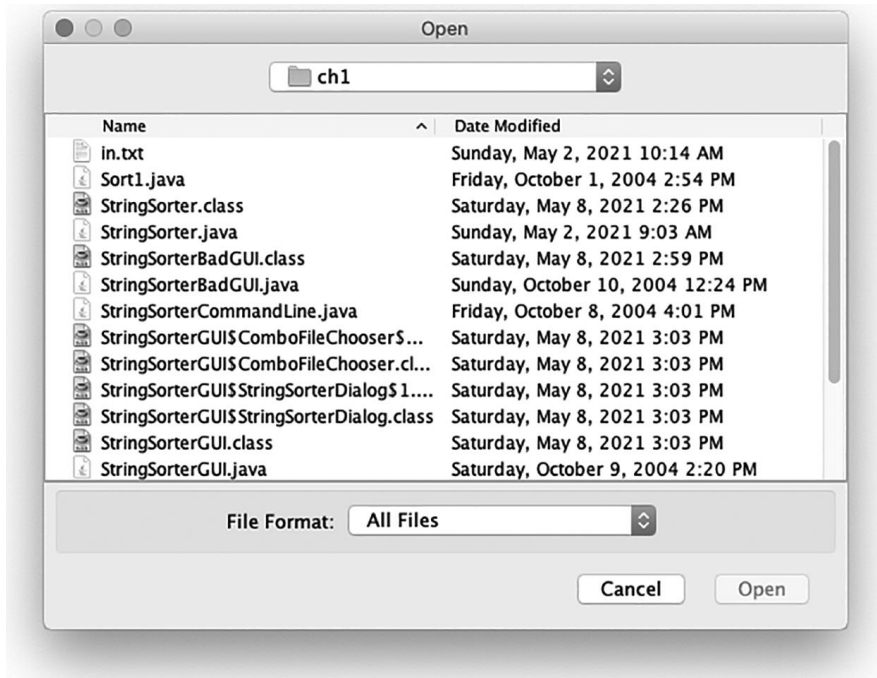 Open
ch1
Name Date Modified
in.txt Sunday, May 2, 2021 10:14 AM
Sort1.java Friday, October 1, 2004 2:54 PM
StringSorter.class Saturday, May 8, 2021 2:26 PM
StringSorter.java Sunday, May 2, 2021 9:03 AM
StringSorterBadGUI.class Saturday, May 8, 2021 2:59 PM
StringSorterBadGUI.java Sunday, October 10, 2004 12:24 PM
StringSorterCommandLine.java Friday, October 8, 2004 4:01 PM
StringSorterGUI$ComboFileChooser$... Saturday, May 8, 2021 3:03 PM
StringSorterGUI$ComboFileChooser.cl... Saturday, May 8, 2021 3:03 PM
StringSorterGUI$StringSorterDialog$1.... Saturday, May 8, 2021 3:03 PM
StringSorterGUI$StringSorterDialog.class Saturday, May 8, 2021 3:03 PM
StringSorterGUI.class Saturday, May 8, 2021 3:03 PM
StringSorterGUI.java Saturday, October 9, 2004 2:20 PM
File Format: All Files
Cancel Open